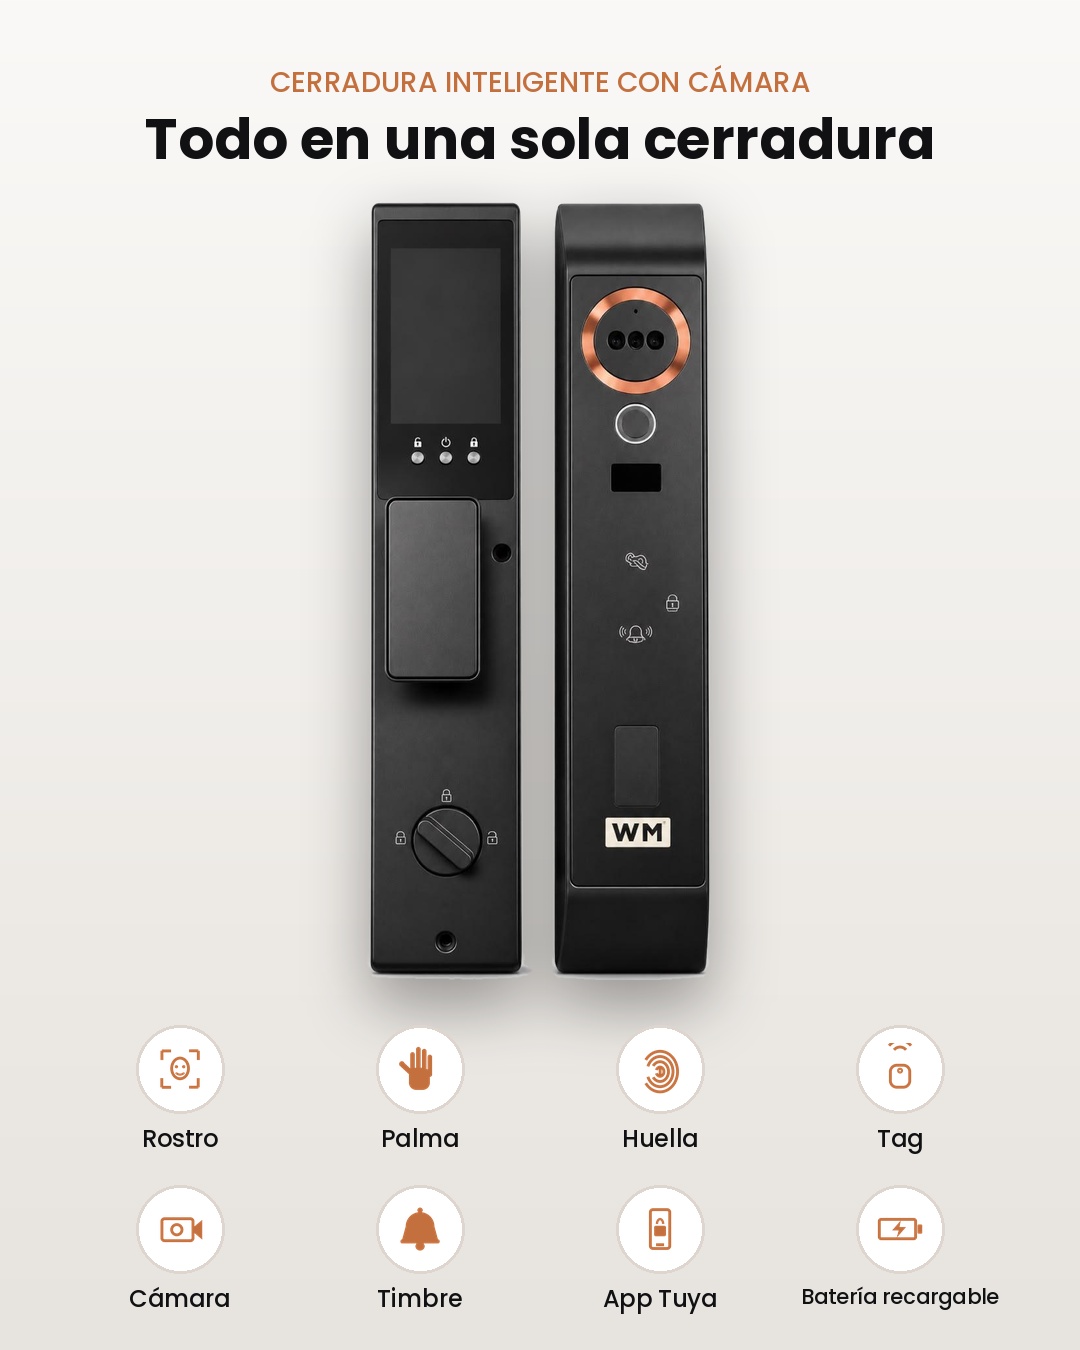 CERRADURA INTELIGENTE CON CÁMARA
Todo en una sola cerradura
WM
Rostro
Palma
Huella
Tag
Cámara
Timbre
App Tuya
Batería recargable